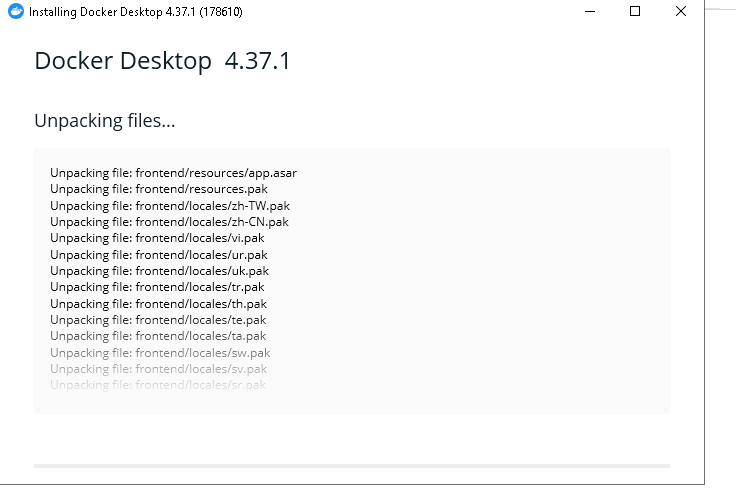 Installing Docker Desktop 4.37.1 (178610)
Docker Desktop 4.37.1
Unpacking files...
Unpacking file: frontend/resources/app.asar
Unpacking file: frontend/resources.pak
Unpacking file: frontend/locales/zh-TW.pak
Unpacking file: frontend/locales/zh-CN.pak
Unpacking file: frontend/locales/vi.pak
Unpacking file: frontend/locales/ur.pak
Unpacking file: frontend/locales/uk.pak
Unpacking file: frontend/locales/tr.pak
Unpacking file: frontend/locales/th.pak
Unpacking file: frontend/locales/te.pak
Unpacking file: frontend/locales/ta.pak
Unpacking file: frontend/locales/sw.pak
Unpacking file: frontend/locales/sv.pak
Unpacking file: frontend/locales/sr.pak